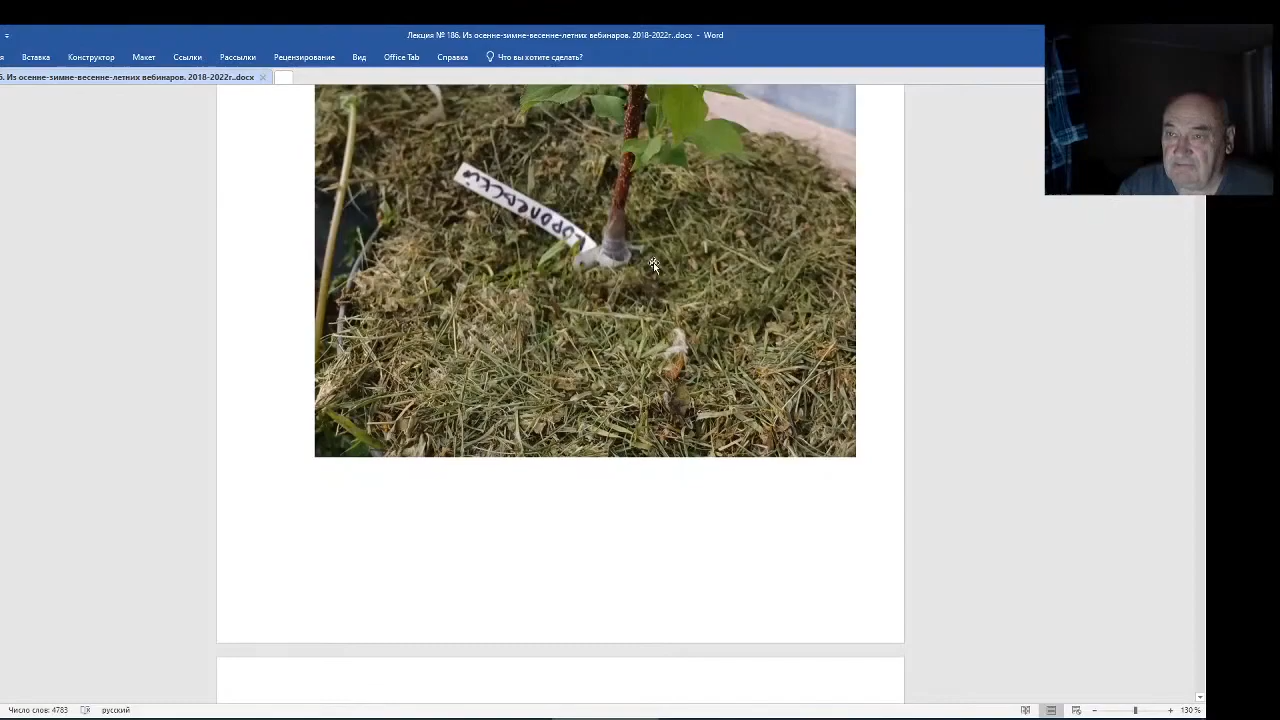 Лекция № 186. Из осенне-зимне-весенне-летних вебинаров. 2018-2022г..docx - Word
я Вставка Конструктор Макет Ссылки Рассылки Рецензирование Вид Office Tab Справка Что вы хотите сделать?
6. Из осенне-зимне-весенне-летних вебинаров. 2018-2022г..docx
Число слов: 4783 русский 130 %